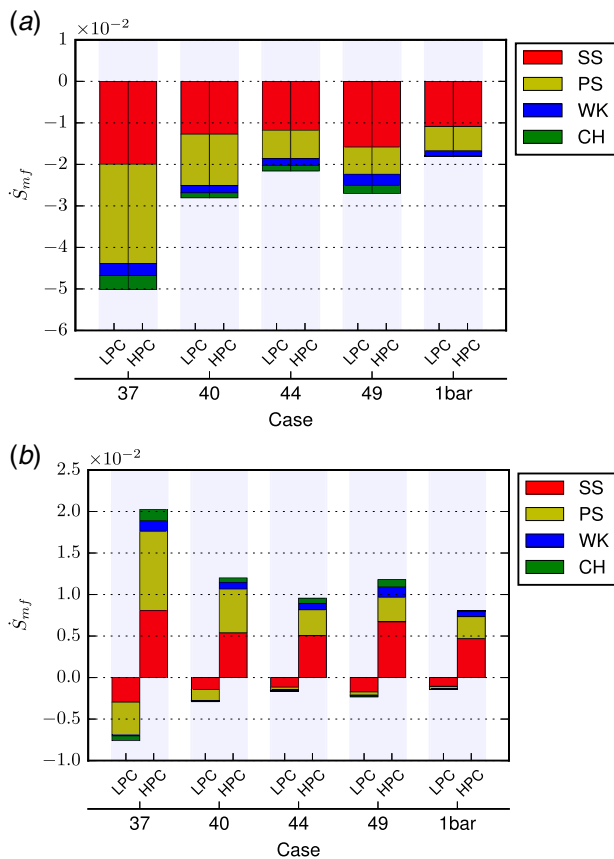 (a)
×10−2
1
0
−1
−2
−3
−4
−5
−6
Ṡmf
LPC HPC LPC HPC LPC HPC LPC HPC LPC HPC
37 40 44 49 1bar
Case
SS
PS
WK
CH
(b)
×10−2
2.5
2.0
1.5
1.0
0.5
0.0
−0.5
−1.0
Ṡmf
LPC HPC LPC HPC LPC HPC LPC HPC LPC HPC
37 40 44 49 1bar
Case
SS
PS
WK
CH